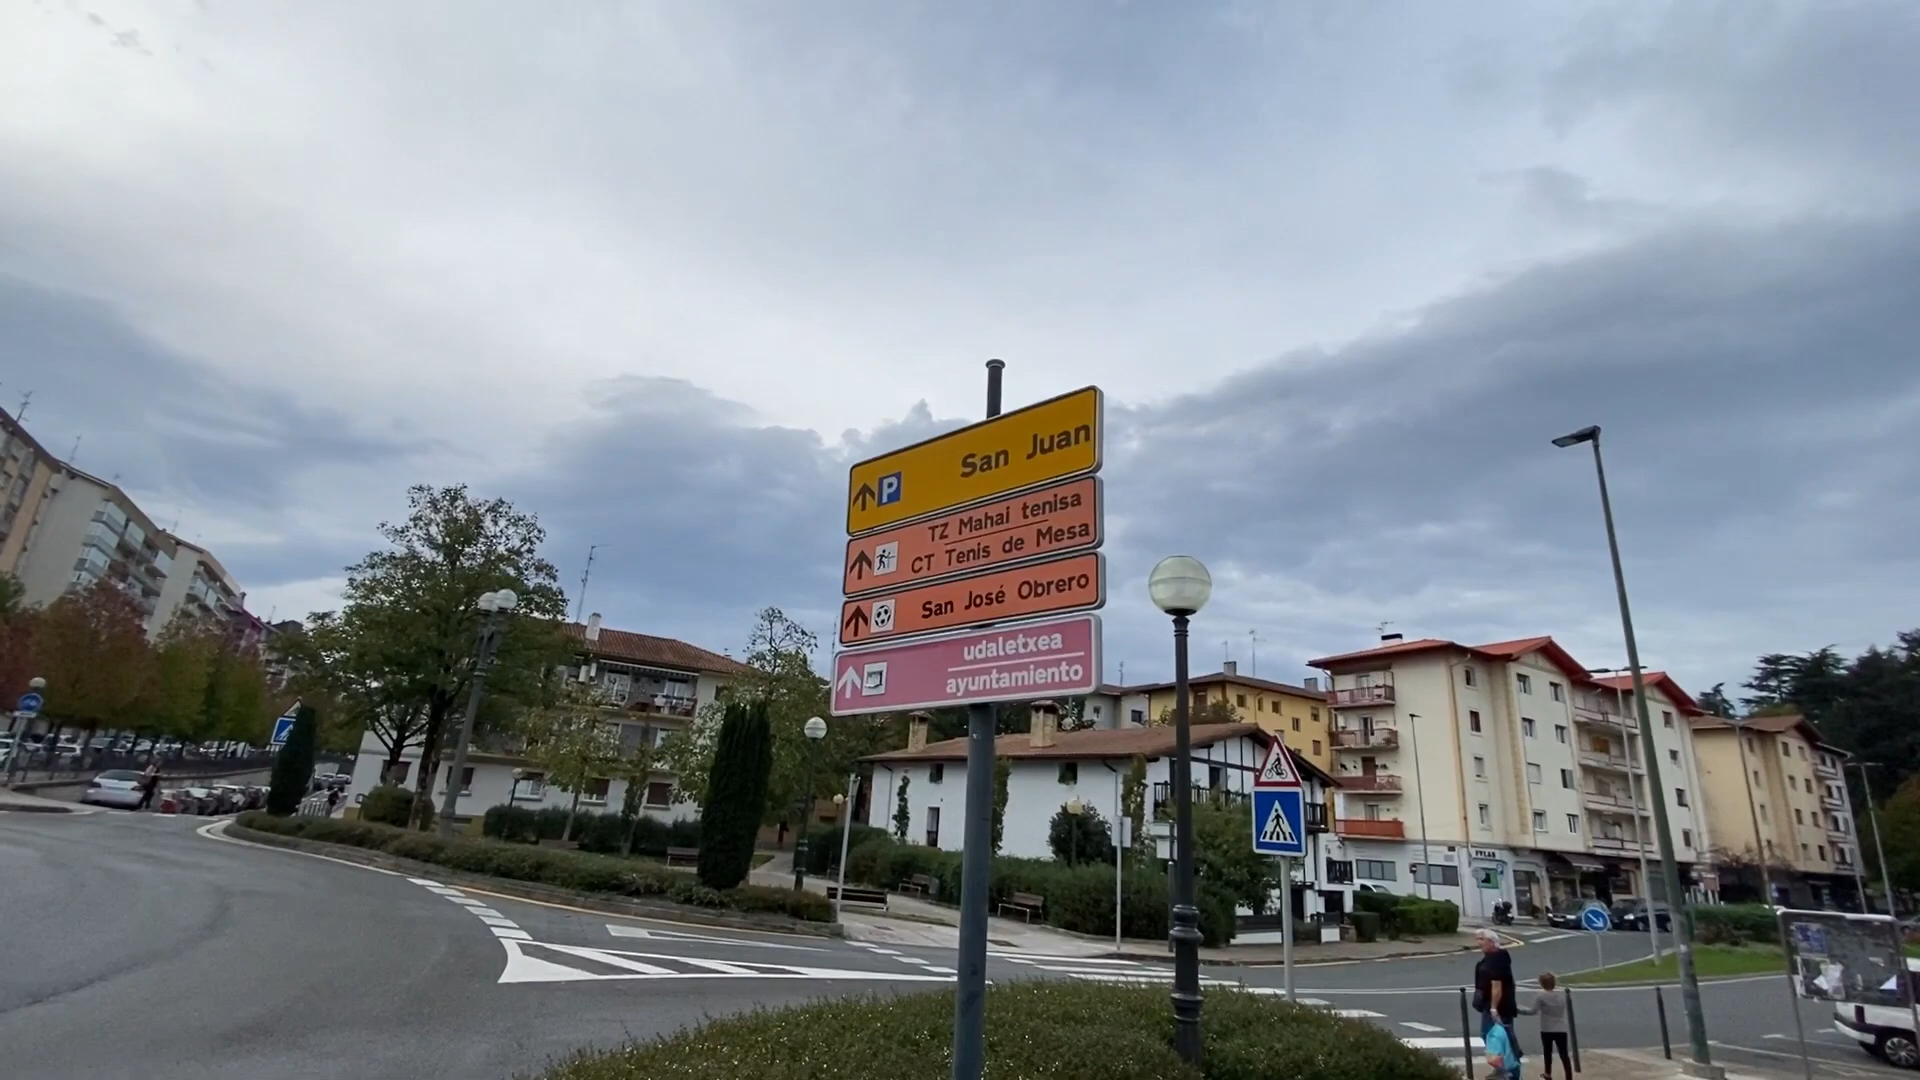 P San Juan
TZ Mahai tenisa
CT Tenis de Mesa
San José Obrero
udaletxea
ayuntamiento